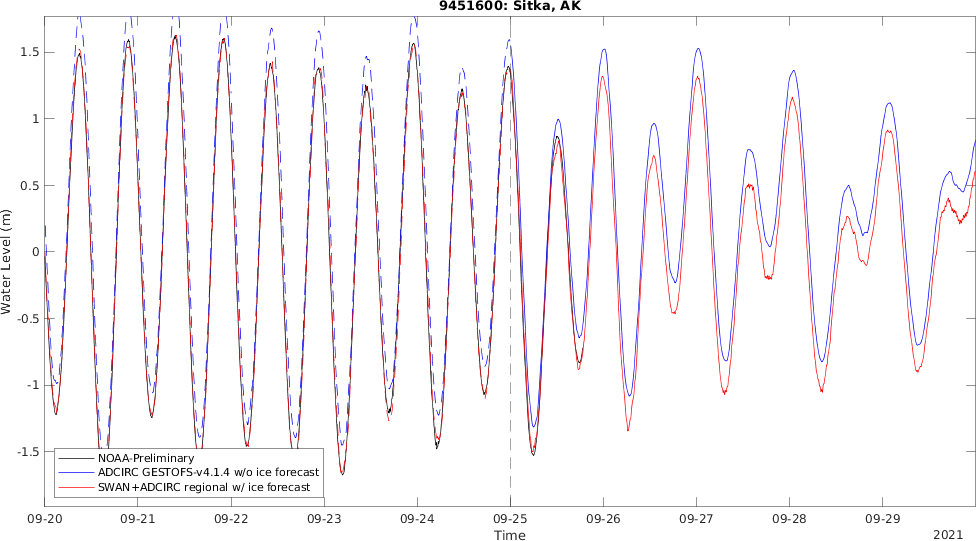 9451600: Sitka, AK
Water Level (m)
1.5
1
0.5
0
-0.5
-1
-1.5
NOAA-Preliminary
ADCIRC GESTOFS-v4.1.4 w/o ice forecast
SWAN+ADCIRC regional w/ ice forecast
09-20 09-21 09-22 09-23 09-24 09-25 09-26 09-27 09-28 09-29
Time
2021